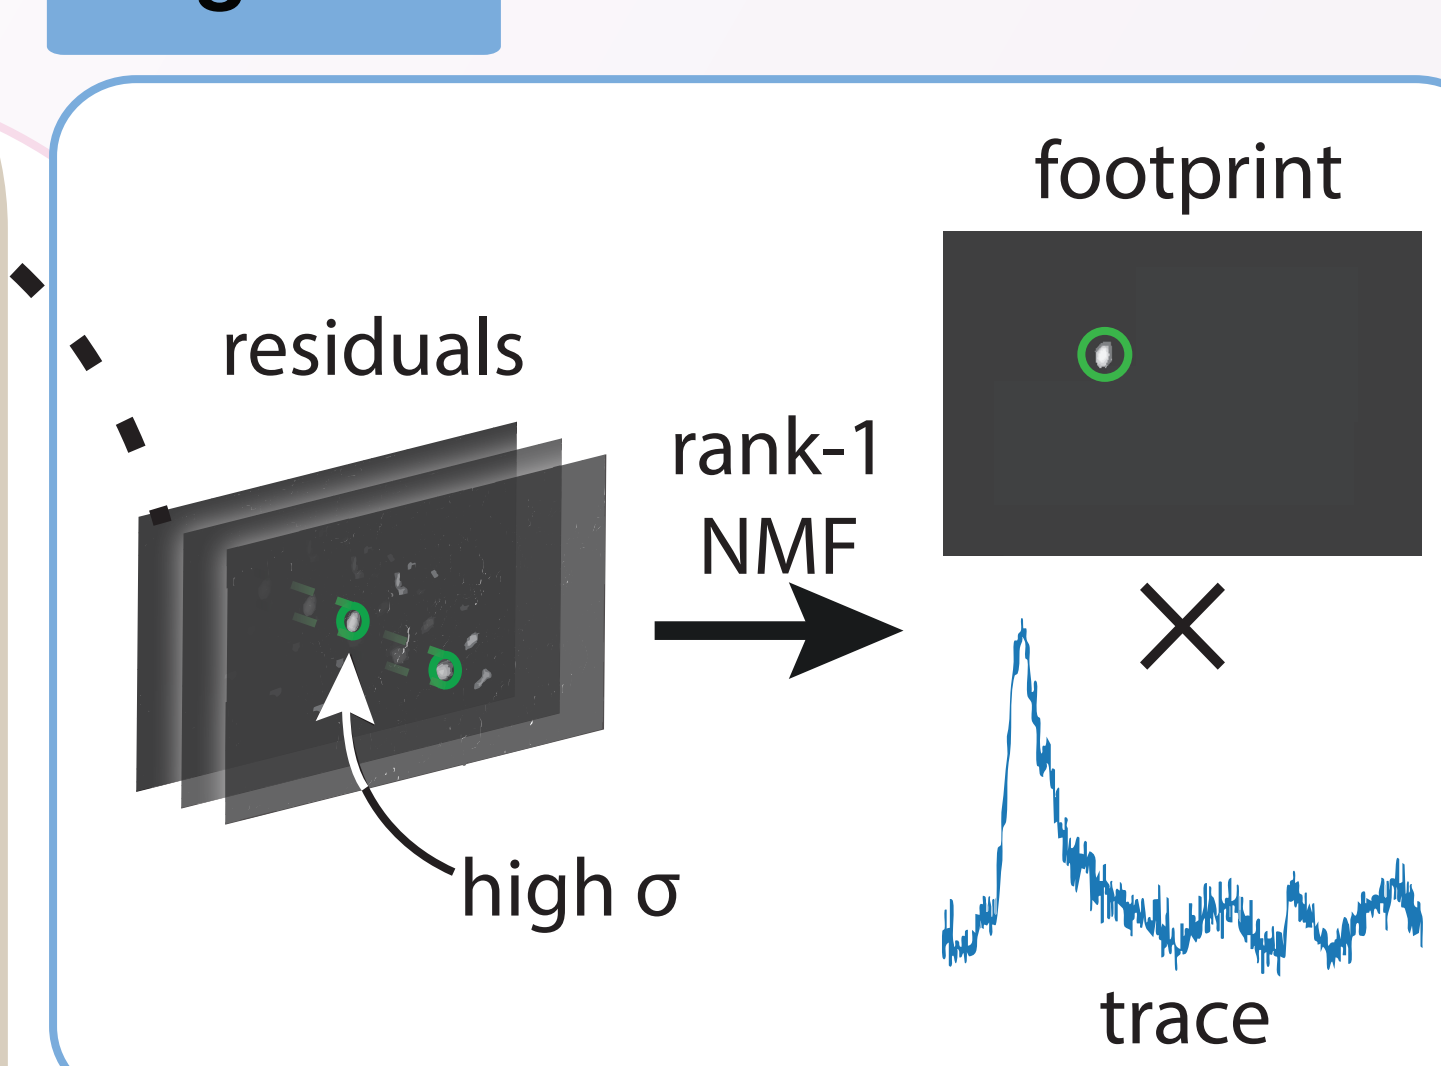 footprint
residuals
rank-1
NMF
high σ
trace